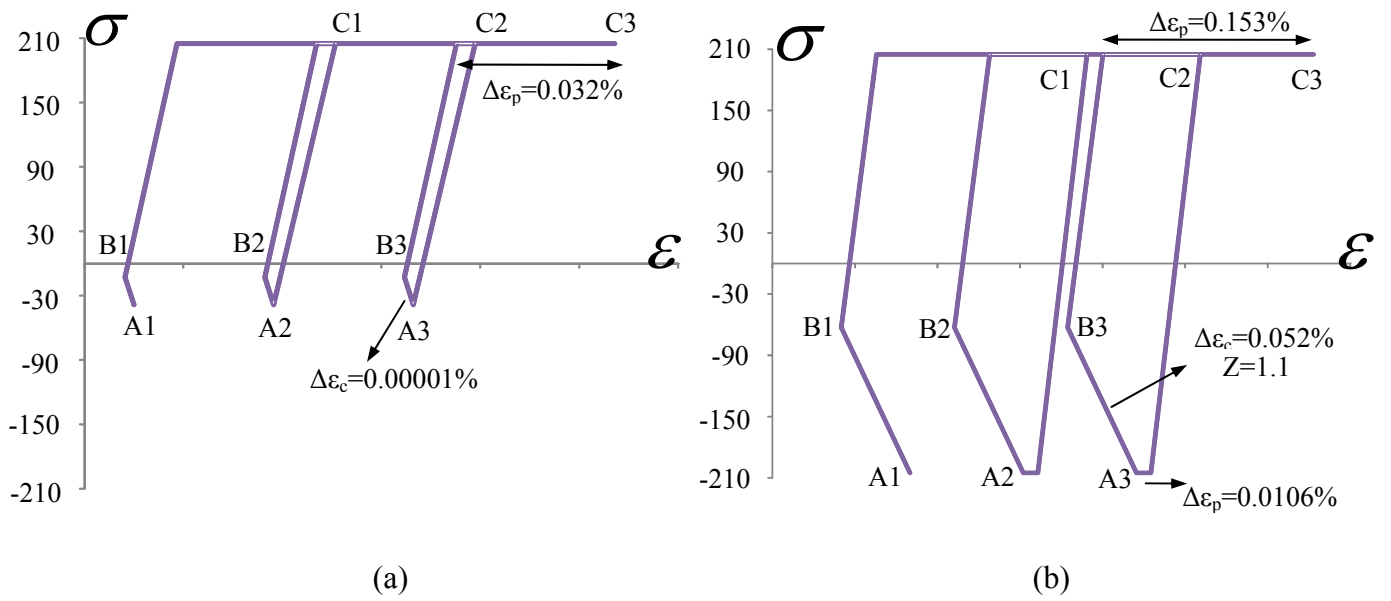 σ
210
150
90
30
-30
-90
-150
-210
C1
C2
C3
Δεp=0.032%
B1
B2
B3
ε
A1
A2
A3
Δεc=0.00001%
(a)
σ
210
150
90
30
-30
-90
-150
-210
Δεp=0.153%
C1
C2
C3
ε
B1
B2
B3
Δεc=0.052%
Z=1.1
A1
A2
A3
Δεp=0.0106%
(b)